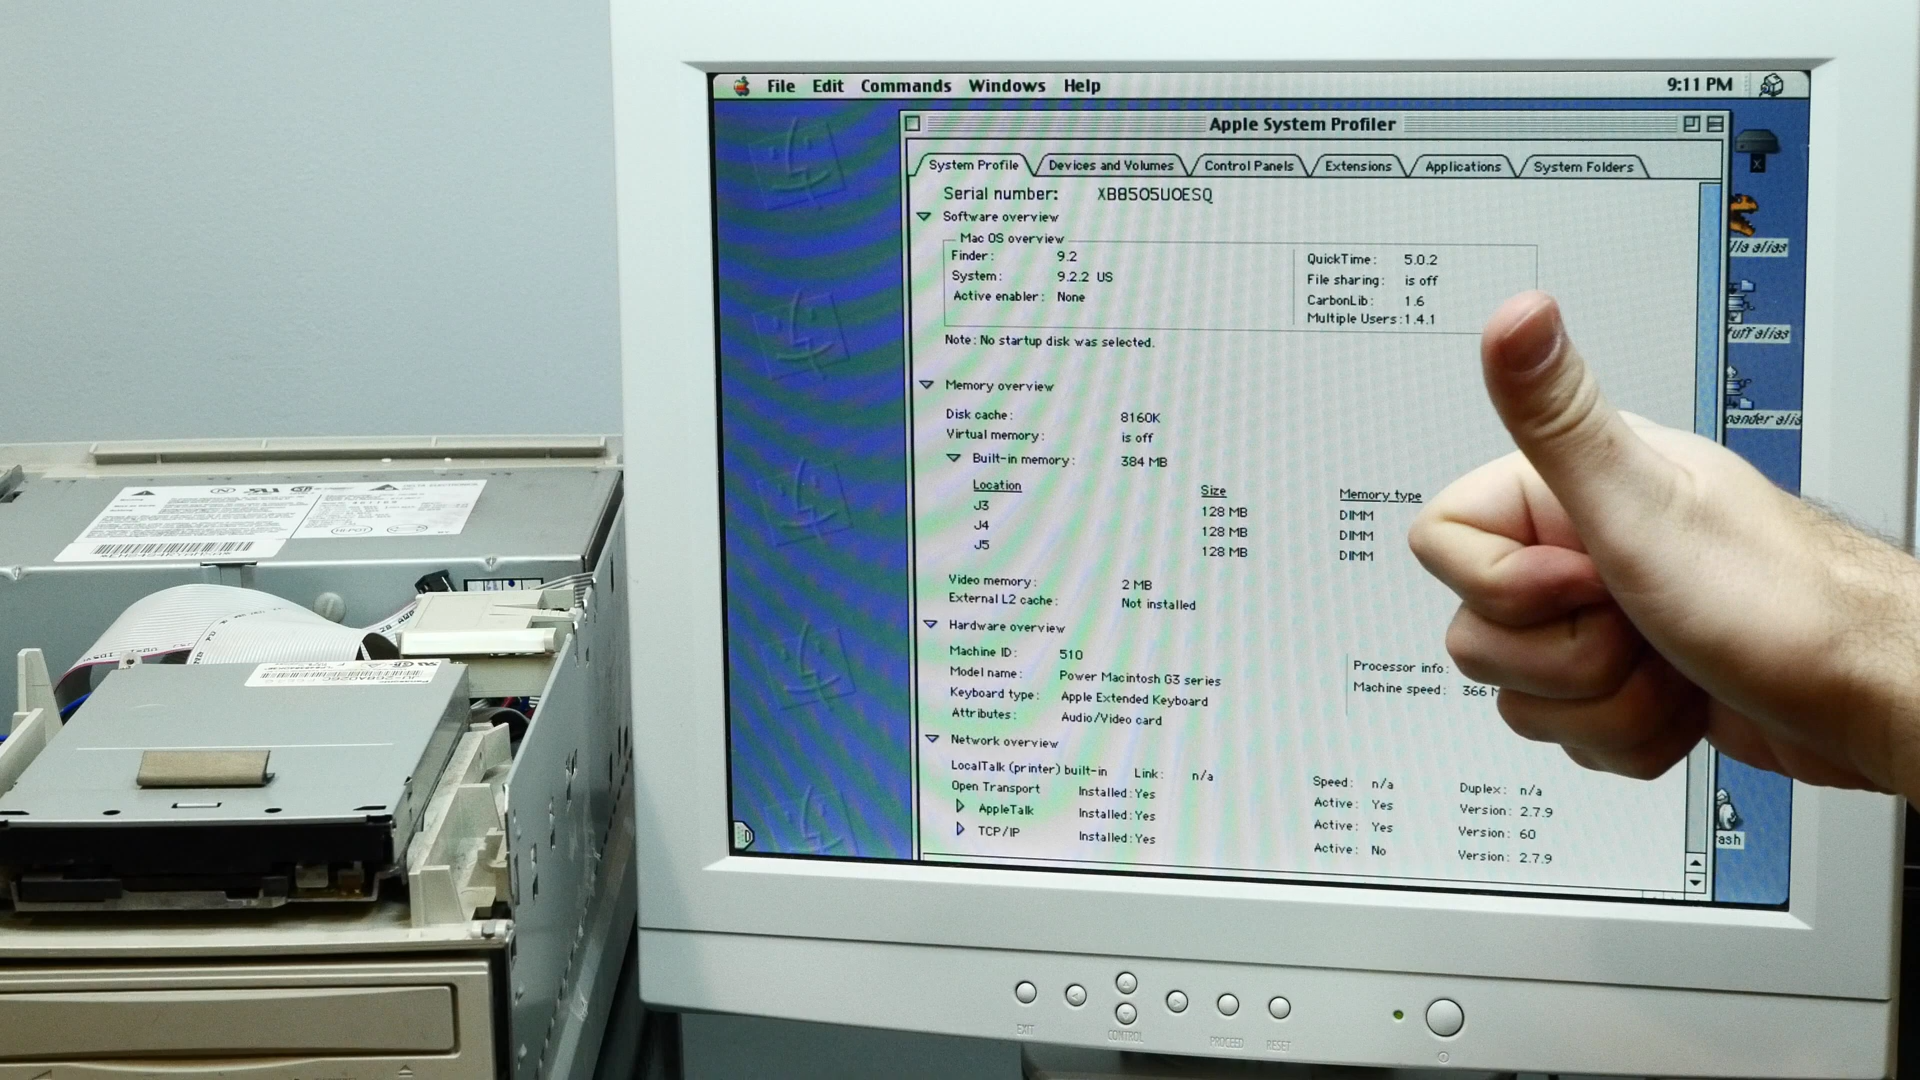 File Edit Commands Windows Help 9:11 PM
Apple System Profiler
System Profile Devices and Volumes Control Panels Extensions Applications System Folders
Serial number: XB8505U0ESQ
Software overview
Mac OS overview
Finder: 9.2 QuickTime: 5.0.2
System: 9.2.2 US File sharing: is off
Active enabler: None CarbonLib: 1.6
Multiple Users: 1.4.1
Note: No startup disk was selected.
Memory overview
Disk cache: 8160K
Virtual memory: is off
Built-in memory: 384 MB
Location Size Memory type
J3 128 MB DIMM
J4 128 MB DIMM
J5 128 MB DIMM
Video memory: 2 MB
External L2 cache: Not installed
Hardware overview
Machine ID: 510 Processor info:
Model name: Power Macintosh G3 series Machine speed: 366 M
Keyboard type: Apple Extended Keyboard
Attributes: Audio/Video card
Network overview
LocalTalk (printer) built-in Link: n/a Speed: n/a Duplex: n/a
Open Transport Installed: Yes Active: Yes Version: 2.7.9
AppleTalk Installed: Yes Active: Yes Version: 60
TCP/IP Installed: Yes Active: No Version: 2.7.9
alias
tuff alias
pander alia
ash
EXIT CONTROL PROCEED RESET